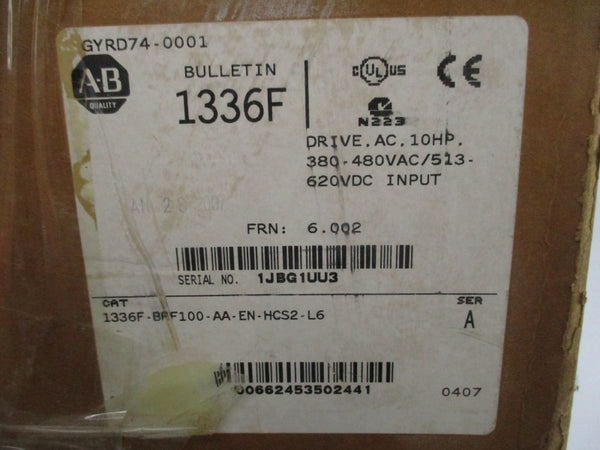 GYRD74-0001
A-B
QUALITY
BULLETIN
1336F
C UL US
CE
N223
DRIVE, AC, 10HP,
380-480VAC/513-
620VDC INPUT
FRN: 6.002
SERIAL NO. 1JBG1UU3
CAT
1336F-BRF100-AA-EN-HCS2-L6
SER
A
00662453502441
0407